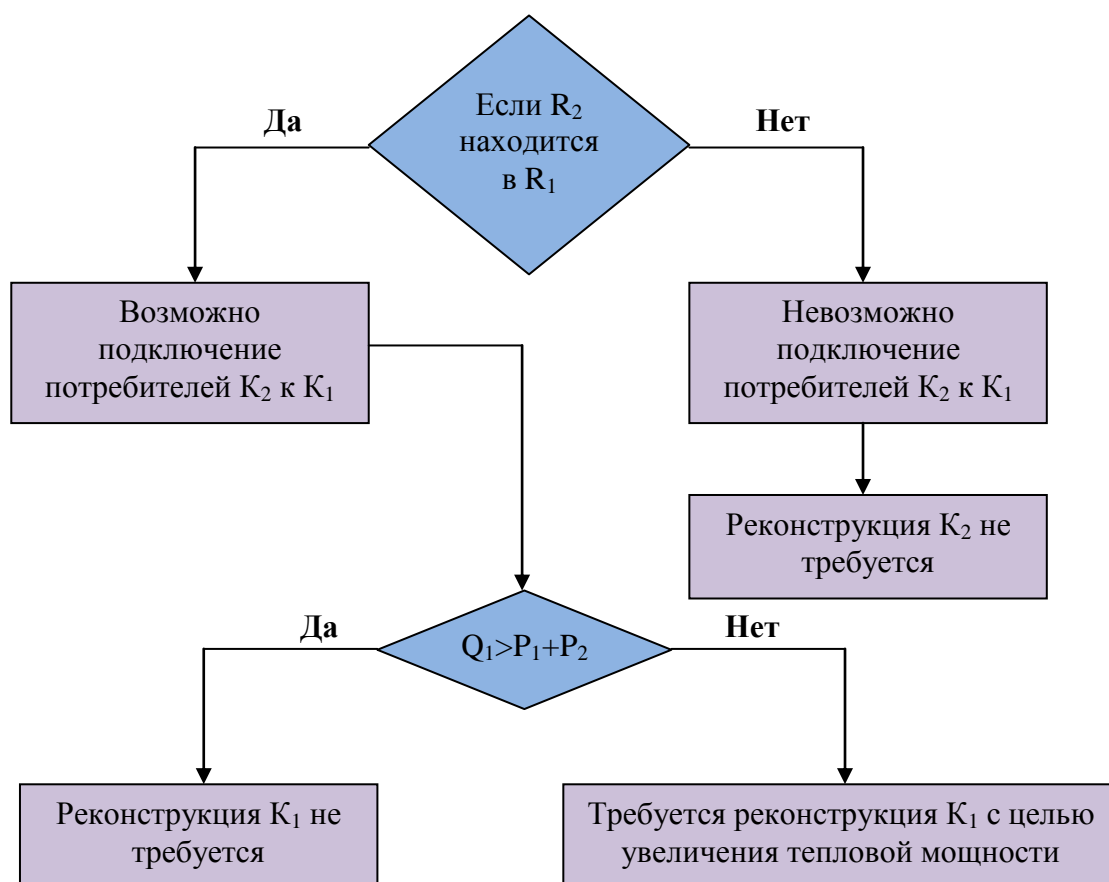 Если R₂
находится
в R₁
Да
Нет
Возможно
подключение
потребителей К₂ к К₁
Невозможно
подключение
потребителей К₂ к К₁
Реконструкция К₂ не
требуется
Да
Нет
Q₁>P₁+P₂
Реконструкция К₁ не
требуется
Требуется реконструкция К₁ с целью
увеличения тепловой мощности